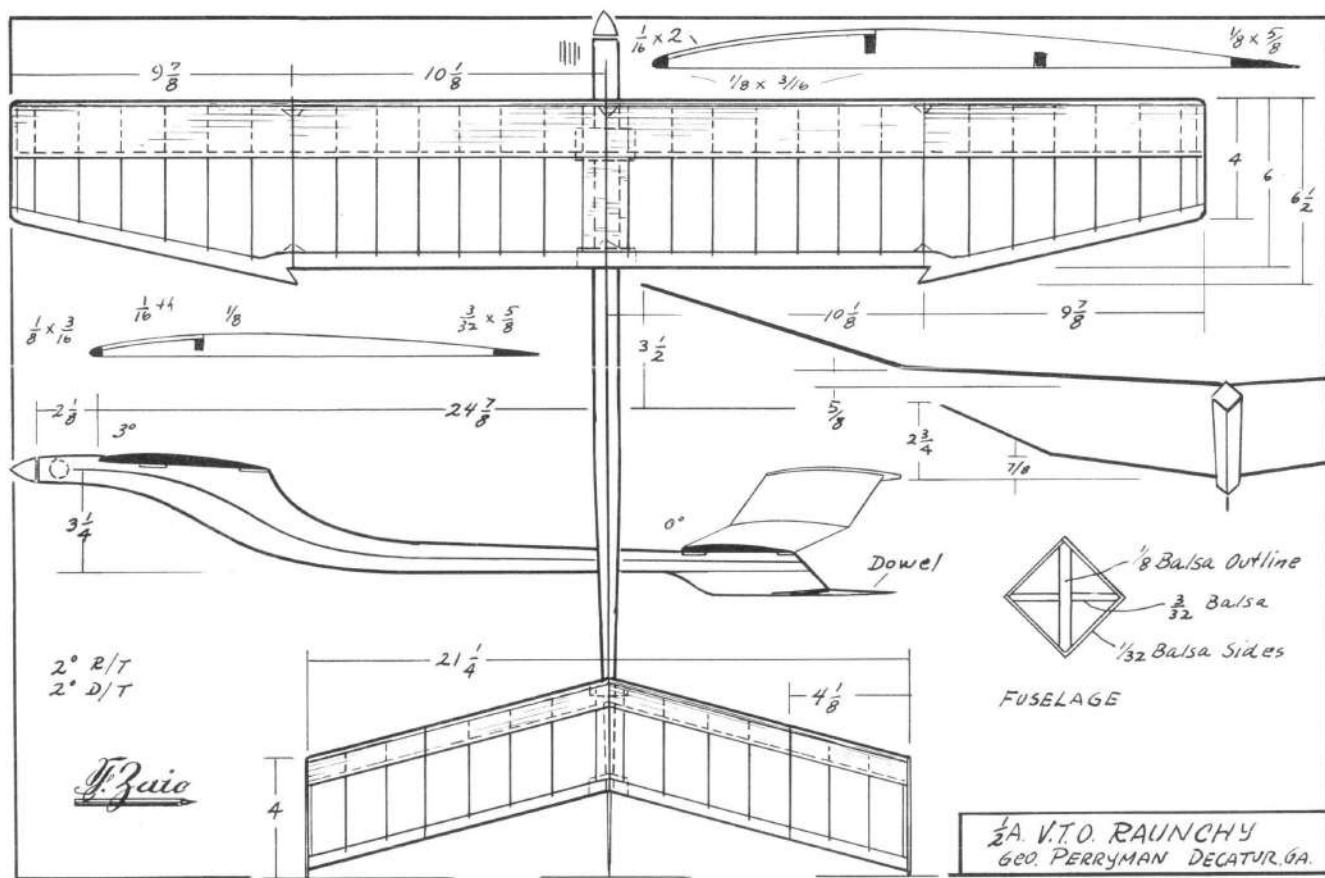 9 7/8
10 1/8
1/16 x 2
1/8 x 3/16
1/8 x 5/8
4
6
6 1/2
1/8 x 3/16
1/16 th
1/8
3/32 x 5/8
3 1/2
10 1/8
9 7/8
5/8
2 1/8
24 7/8
3°
2 3/4
7/8
3 1/4
0°
Dowel
1/8 Balsa Outline
3/32 Balsa
1/32 Balsa Sides
FUSELAGE
2° R/T
2° D/T
21 1/4
4 1/8
4
F. Zaic
1/2A. V.T.O. RAUNCHY
GEO. PERRYMAN DECATUR, GA.